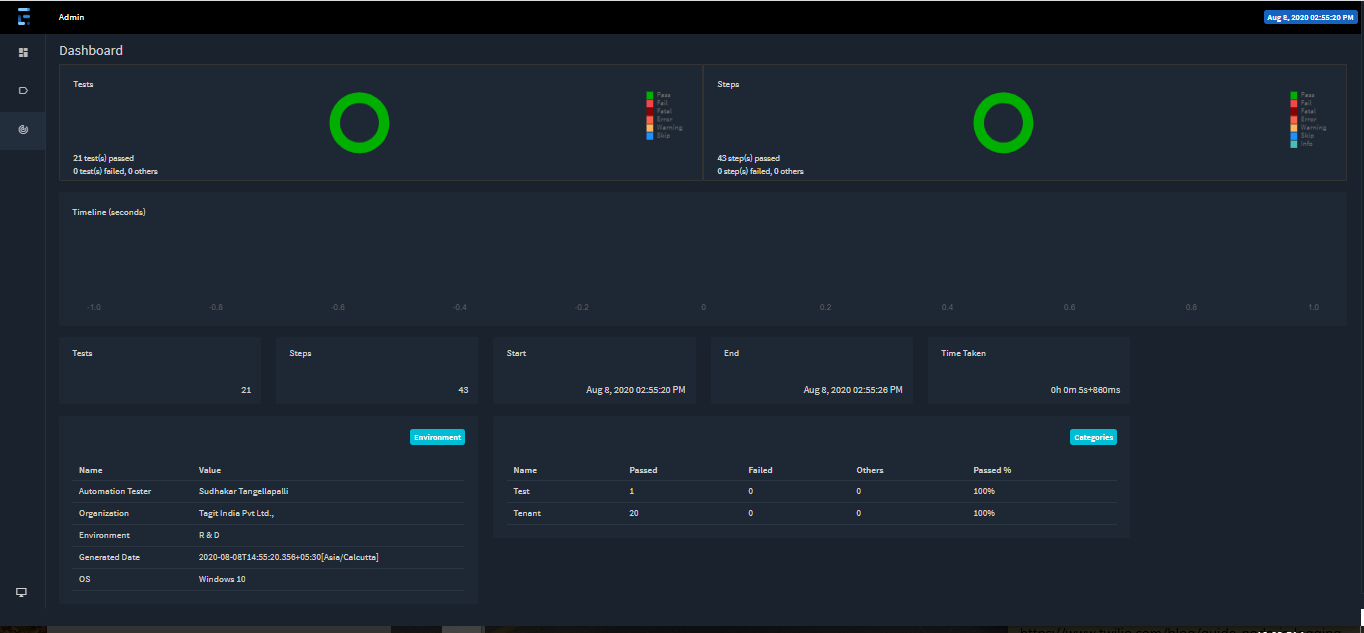 Admin
Aug 8, 2020 02:55:20 PM
Dashboard
Tests
Pass
Fail
Fatal
Error
Warning
Skip
21 test(s) passed
0 test(s) failed, 0 others
Steps
Pass
Fail
Fatal
Error
Warning
Skip
Info
43 step(s) passed
0 step(s) failed, 0 others
Timeline (seconds)
-1.0 -0.8 -0.6 -0.4 -0.2 0 0.2 0.4 0.6 0.8 1.0
Tests
21
Steps
43
Start
Aug 8, 2020 02:55:20 PM
End
Aug 8, 2020 02:55:26 PM
Time Taken
0h 0m 5s+860ms
Environment
Name Value
Automation Tester Sudhakar Tangellapalli
Organization Tagit India Pvt Ltd.,
Environment R & D
Generated Date 2020-08-08T14:55:20.356+05:30[Asia/Calcutta]
OS Windows 10
Categories
Name Passed Failed Others Passed %
Test 1 0 0 100%
Tenant 20 0 0 100%